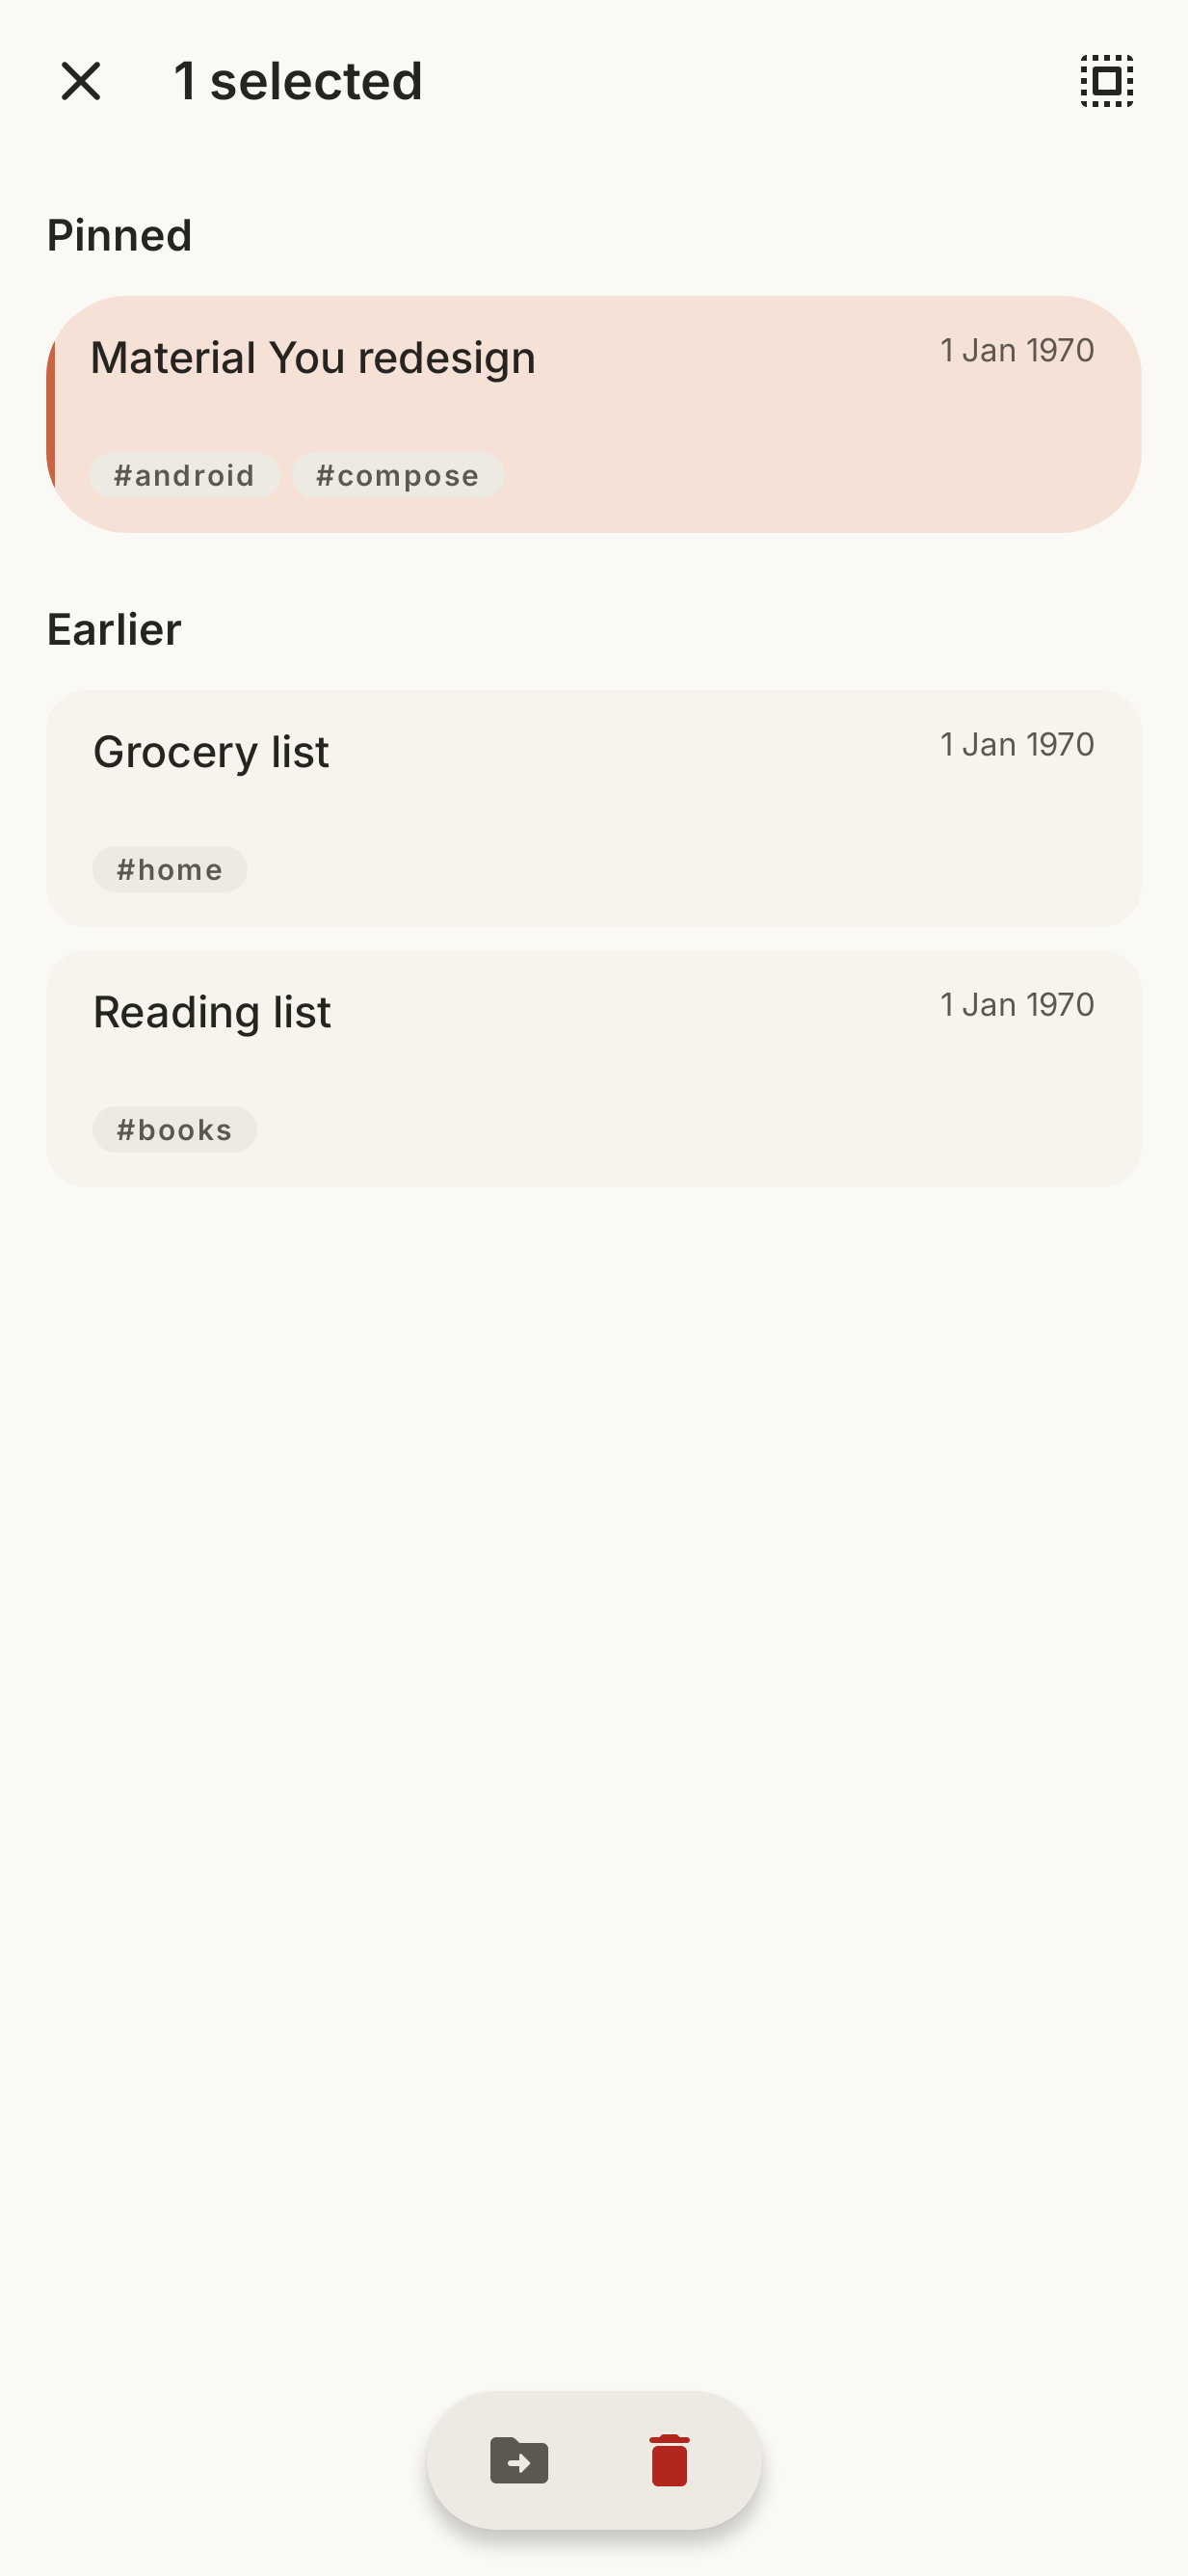 1 selected
Pinned
Material You redesign
1 Jan 1970
#android #compose
Earlier
Grocery list
1 Jan 1970
#home
Reading list
1 Jan 1970
#books